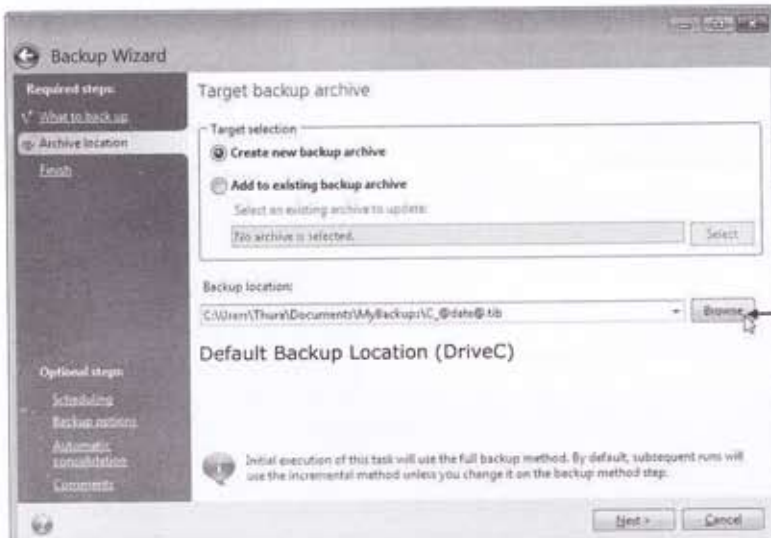 Backup Wizard
Required steps:
What to back up
Archive location
Finish
Target backup archive
Target selection
Create new backup archive
Add to existing backup archive
Select an existing archive to update:
No archive is selected.
Select
Backup location:
C:\Users\Thura\Documents\MyBackups\C_@date@.tib
Browse
Default Backup Location (DriveC)
Optional steps:
Scheduling
Backup options
Automatic
consolidation
Comments
Initial execution of this task will use the full backup method. By default, subsequent runs will
use the incremental method unless you change it on the backup method step.
Next >
Cancel